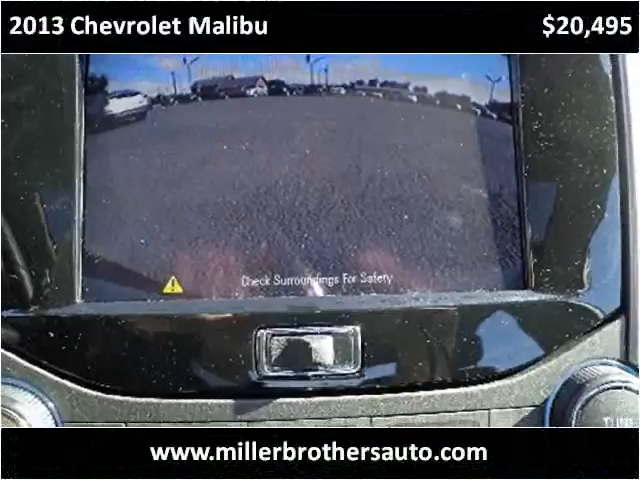 2013 Chevrolet Malibu $20,495
Check Surroundings For Safety
www.millerbrothersauto.com